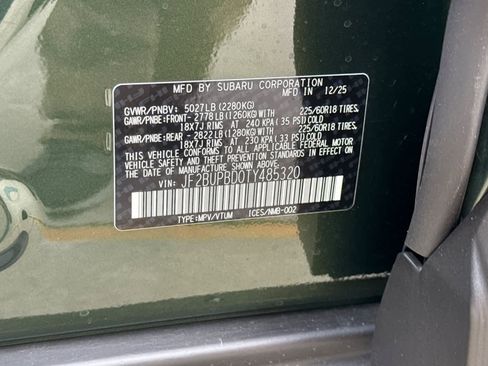 MFD BY SUBARU CORPORATION
MFD IN 12/25
GVWR/PNBV: 5027LB(2280KG)
GAWR/PNBE:FRONT- 2778LB(1260KG)WITH 225/60R18 TIRES,
18X7J RIMS AT 240 KPA(35 PSI)COLD
GAWR/PNBE:REAR - 2822LB(1280KG)WITH 225/60R18 TIRES,
18X7J RIMS AT 230 KPA(33 PSI)COLD
THIS VEHICLE CONFORMS TO ALL APPLICABLE FEDERAL MOTOR
VEHICLE SAFETY STANDARDS IN EFFECT ON
THE DATE OF MANUFACTURE SHOWN ABOVE.
VIN: JF2BUPBD0TY485320
TYPE:MPV/VTUM ICES/NMB-002